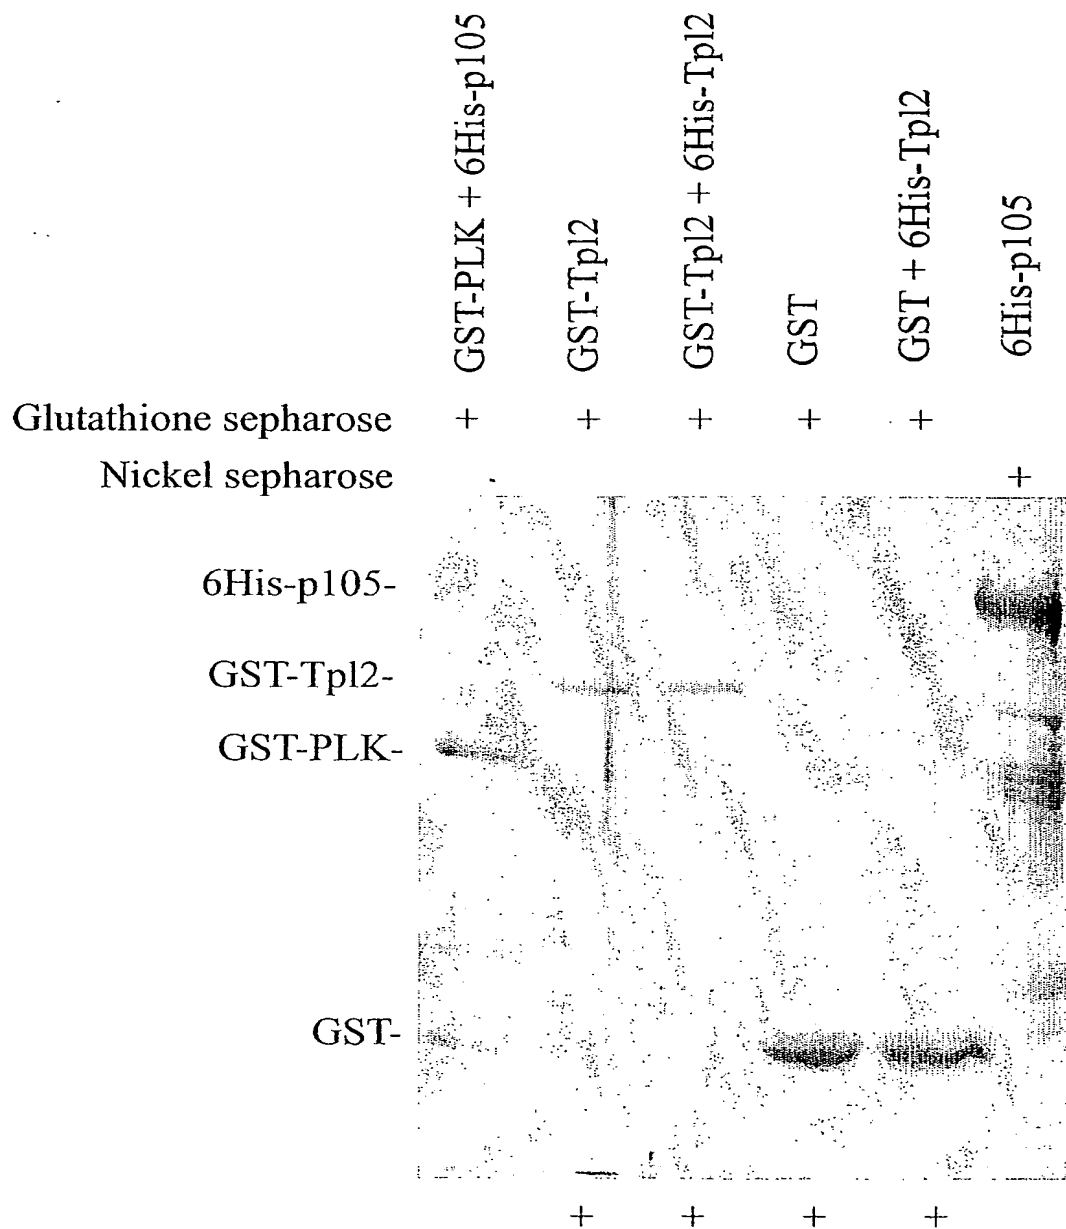 GST-PLK + 6His-p105
GST-Tpl2
GST-Tpl2 + 6His-Tpl2
GST
GST + 6His-Tpl2
6His-p105
Glutathione sepharose + + + + +
Nickel sepharose +
6His-p105-
GST-Tpl2-
GST-PLK-
GST-
+ + + +